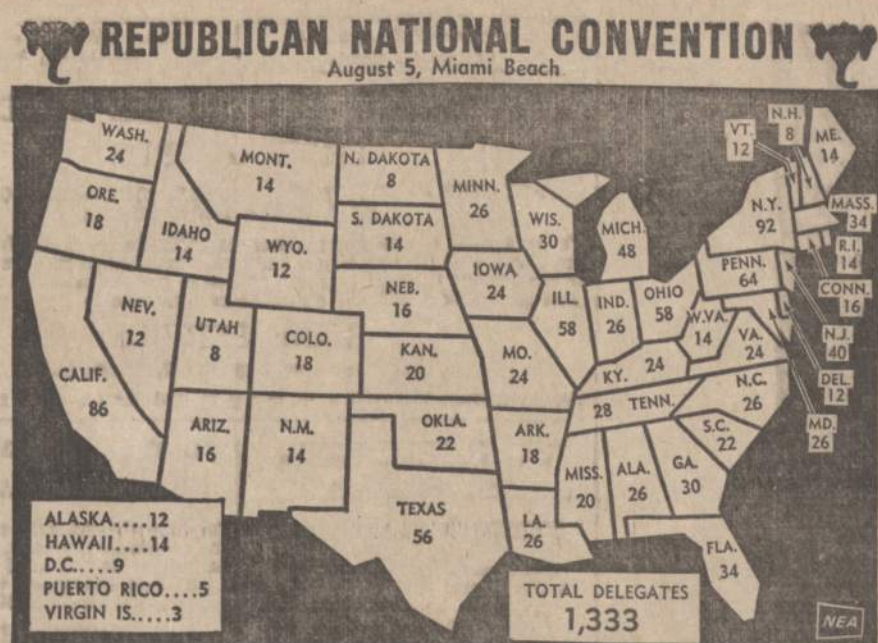 REPUBLICAN NATIONAL CONVENTION
August 5, Miami Beach
WASH.
24
ORE.
18
IDAHO
14
MONT.
14
N. DAKOTA
8
S. DAKOTA
14
WYO.
12
NEB.
16
MINN.
26
WIS.
30
MICH.
48
IOWA
24
NEV.
12
UTAH
8
COLO.
18
KAN.
20
CALIF.
86
ARIZ.
16
N.M.
14
OKLA.
22
TEXAS
56
MO.
24
ARK.
18
LA.
26
ILL.
58
IND.
26
OHIO
58
KY. 24
28 TENN.
MISS.
20
ALA.
26
GA.
30
FLA.
34
S.C.
22
N.C.
26
VA.
24
W.VA.
14
PENN.
64
N.Y.
92
VT.
12
N.H.
8
ME.
14
MASS.
34
R.I.
14
CONN.
16
N.J.
40
DEL.
12
MD.
26
ALASKA....12
HAWAII....14
D.C.....9
PUERTO RICO....5
VIRGIN IS.....3
TOTAL DELEGATES
1,333
NEA